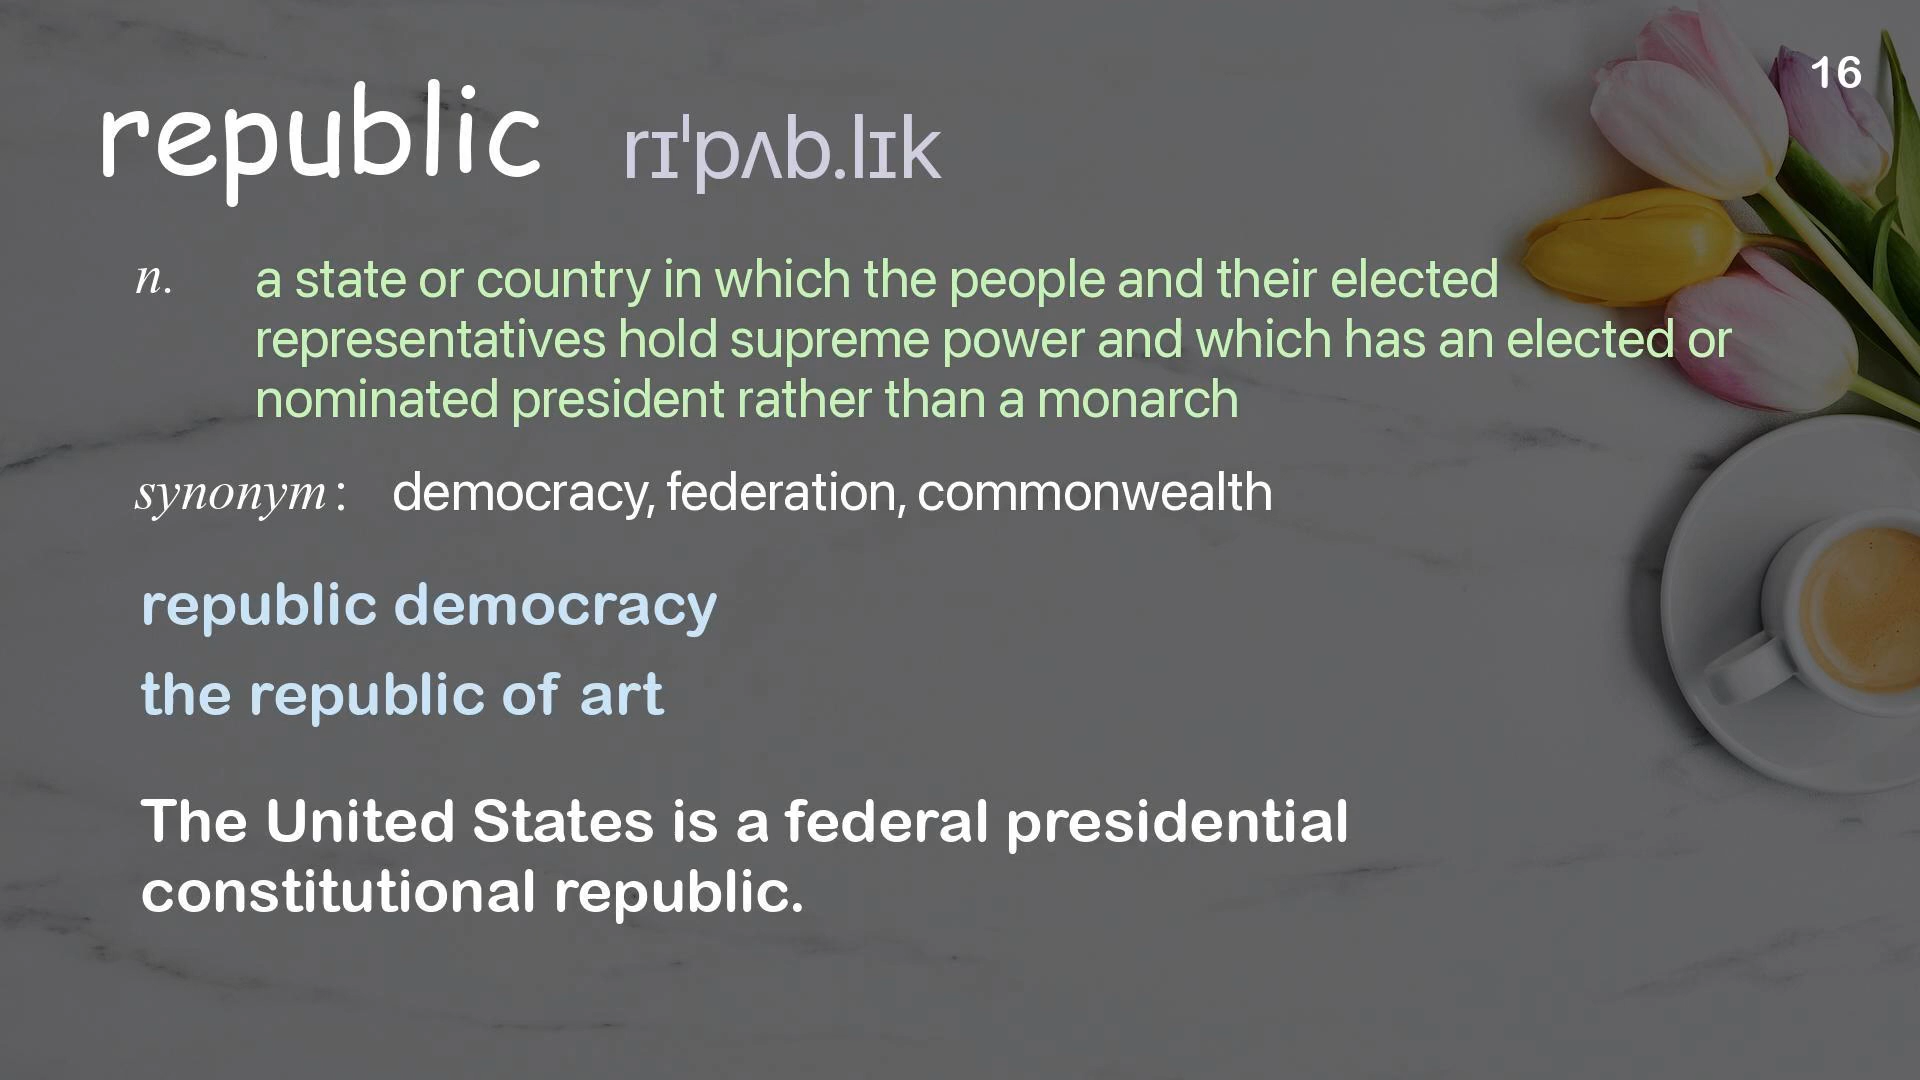 16
republic rɪˈpʌb.lɪk
n. a state or country in which the people and their elected
representatives hold supreme power and which has an elected or
nominated president rather than a monarch
synonym : democracy, federation, commonwealth
republic democracy
the republic of art
The United States is a federal presidential
constitutional republic.